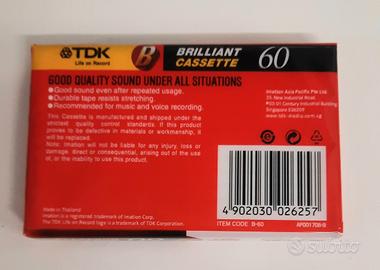 TDK
Life on Record
B
BRILLIANT
CASSETTE
60
GOOD QUALITY SOUND UNDER ALL SITUATIONS
●Good sound even after repeated usage.
●Durable tape resists stretching.
●Recommended for music and voice recording.
This Cassette is manufactured and shipped under the
strictest quality control standards. If this product
proves to be defective in materials or workmanship, it
will be replaced.
Note: Imation will not be liable for any injury, loss or
damage, direct or consequential, arising out of the use
of, or the inability to use this product.
Imation Asia Pacific Pte Ltd.
Central Industrial Building
Singapore
4 902030 026257
ITEM CODE B-60
Made in Thailand
Imation is a registered trademark of Imation Corp.
The TDK Life on Record logo is a trademark of TDK Corporation.
subito